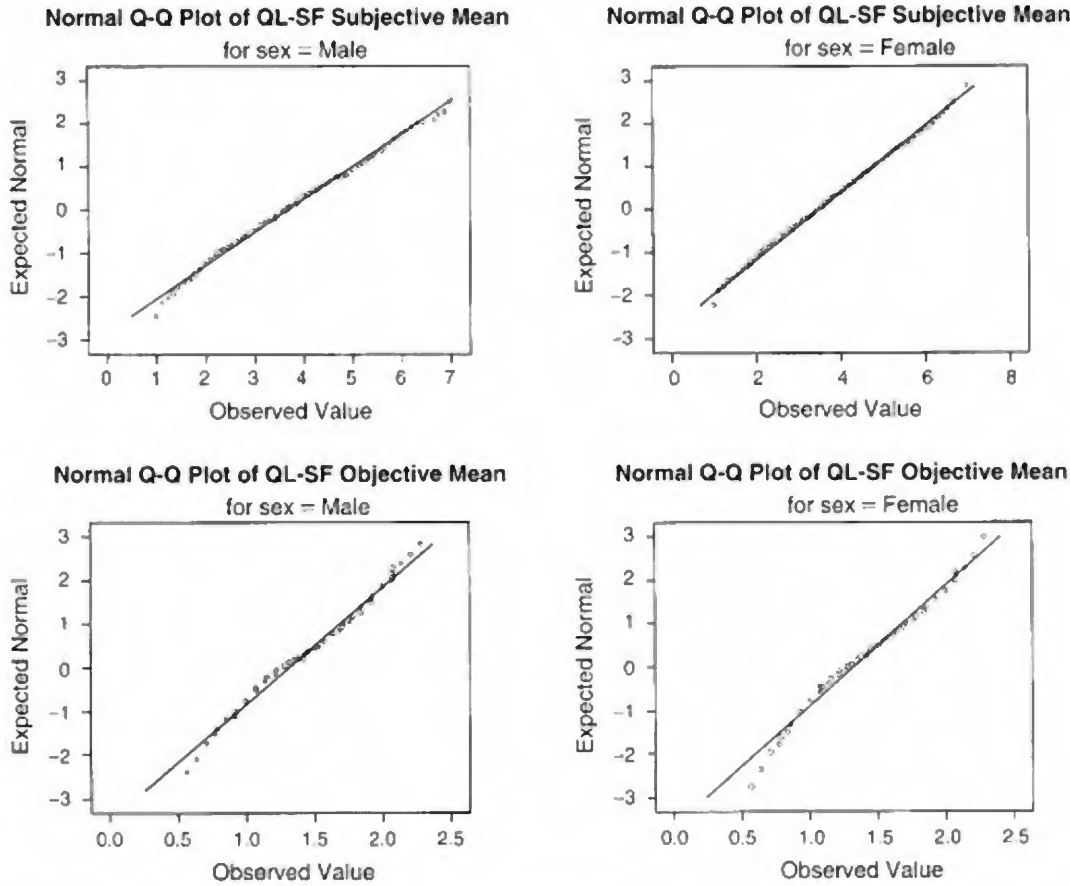 Normal Q-Q Plot of QL-SF Subjective Mean
for sex = Male
3
2
1
0
−1
−2
−3
Expected Normal
0 1 2 3 4 5 6 7
Observed Value
Normal Q-Q Plot of QL-SF Subjective Mean
for sex = Female
3
2
1
0
−1
−2
−3
Expected Normal
0 2 4 6 8
Observed Value
Normal Q-Q Plot of QL-SF Objective Mean
for sex = Male
3
2
1
0
−1
−2
−3
Expected Normal
0.0 0.5 1.0 1.5 2.0 2.5
Observed Value
Normal Q-Q Plot of QL-SF Objective Mean
for sex = Female
3
2
1
0
−1
−2
−3
Expected Normal
0.0 0.5 1.0 1.5 2.0 2.5
Observed Value